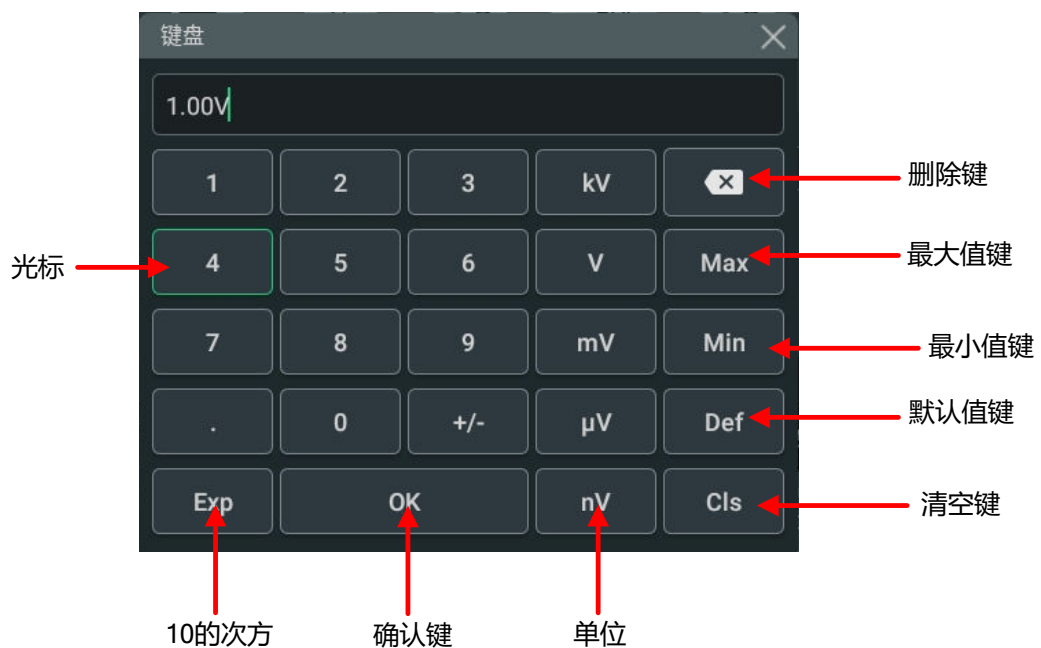 键盘
1.00V
1 2 3 kV
删除键
光标
4 5 6 V Max
最大值键
7 8 9 mV Min
最小值键
. 0 +/- µV Def
默认值键
Exp OK nV Cls
清空键
10的次方 确认键 单位